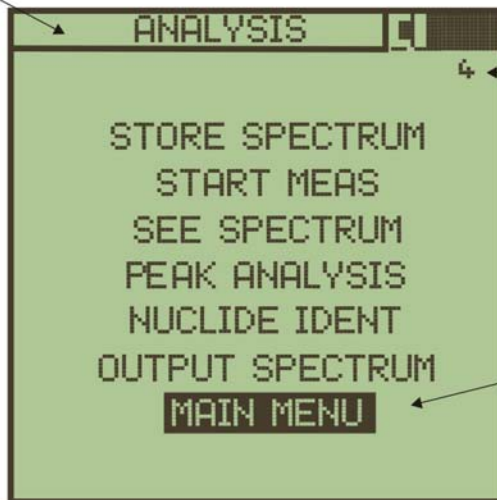 ANALYSIS
4
STORE SPECTRUM
START MEAS
SEE SPECTRUM
PEAK ANALYSIS
NUCLIDE IDENT
OUTPUT SPECTRUM
MAIN MENU